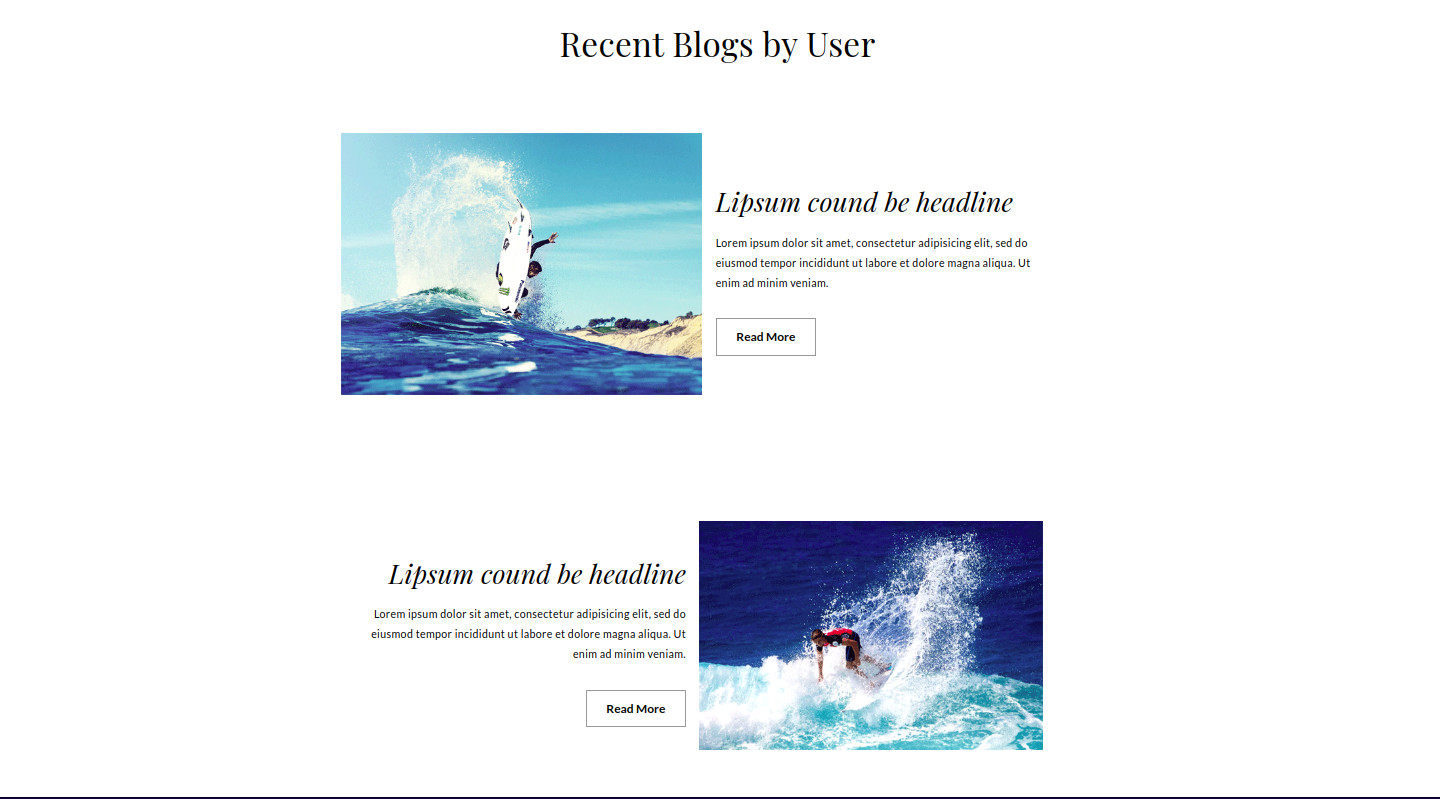 Recent Blogs by User
Lipsum cound be headline
Lorem ipsum dolor sit amet, consectetur adipisicing elit, sed do
eiusmod tempor incididunt ut labore et dolore magna aliqua. Ut
enim ad minim veniam.
Read More
Lipsum cound be headline
Lorem ipsum dolor sit amet, consectetur adipisicing elit, sed do
eiusmod tempor incididunt ut labore et dolore magna aliqua. Ut
enim ad minim veniam.
Read More